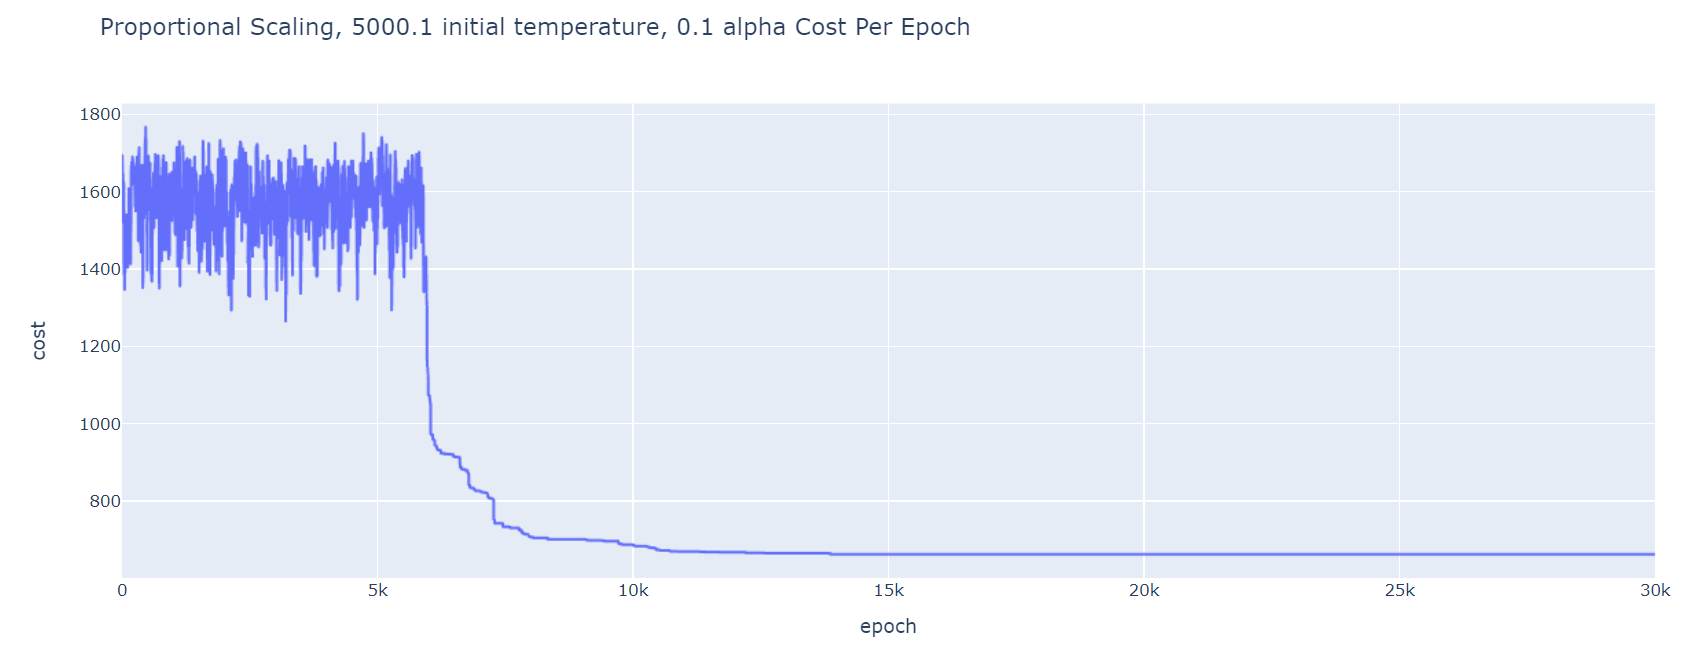 Proportional Scaling, 5000.1 initial temperature, 0.1 alpha Cost Per Epoch
1800
1600
1400
1200
1000
800
cost
0 5k 10k 15k 20k 25k 30k
epoch